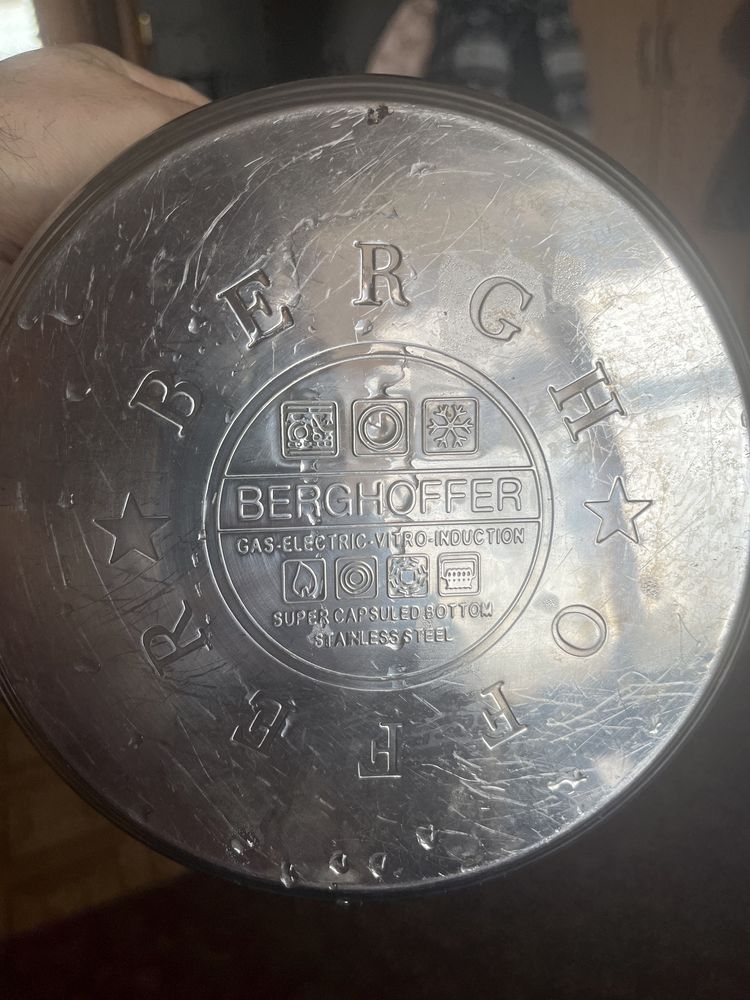 BERGHOFFER
BERGHOFFER
GAS-ELECTRIC-VITRO-INDUCTION
SUPER CAPSULED BOTTOM
STAINLESS STEEL